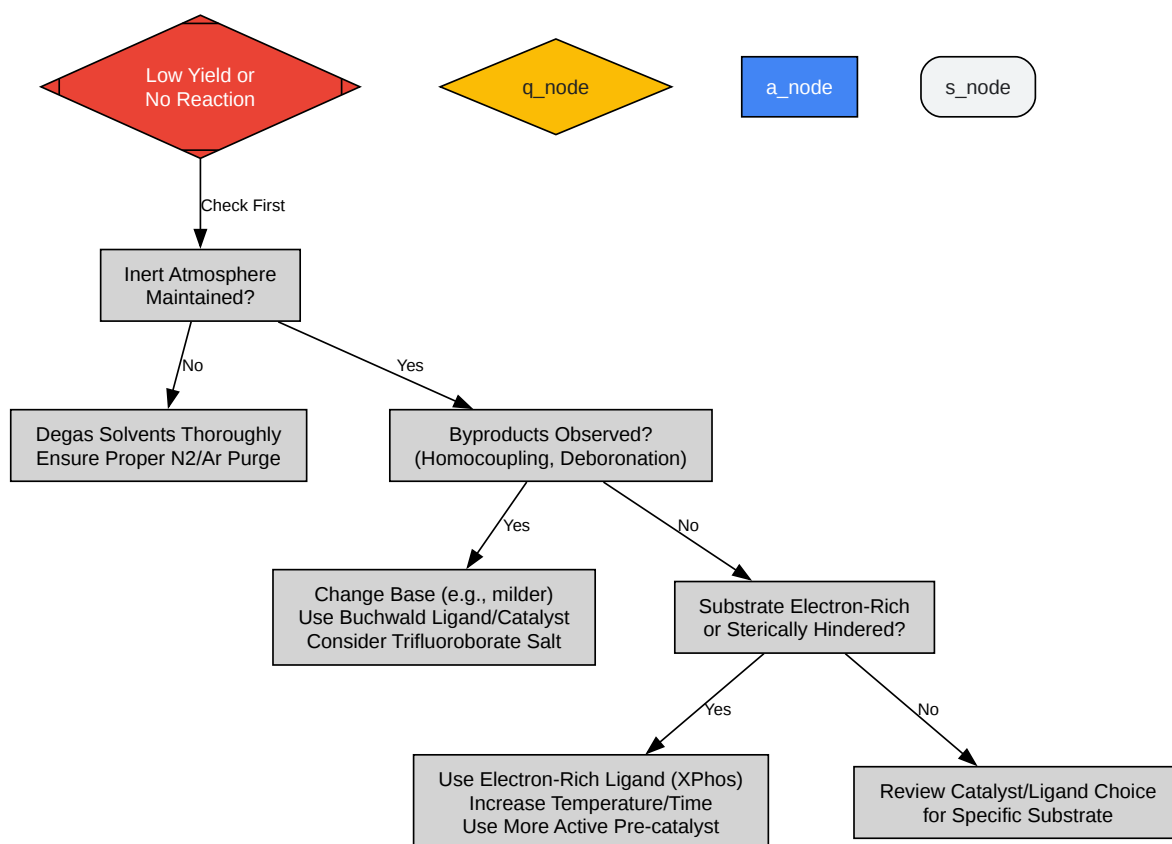 Low Yield or
No Reaction
q_node
a_node
s_node
Check First
Inert Atmosphere
Maintained?
No
Yes
Degas Solvents Thoroughly
Ensure Proper N2/Ar Purge
Byproducts Observed?
(Homocoupling, Deboronation)
Yes
No
Change Base (e.g., milder)
Use Buchwald Ligand/Catalyst
Consider Trifluoroborate Salt
Substrate Electron-Rich
or Sterically Hindered?
Yes
No
Use Electron-Rich Ligand (XPhos)
Increase Temperature/Time
Use More Active Pre-catalyst
Review Catalyst/Ligand Choice
for Specific Substrate